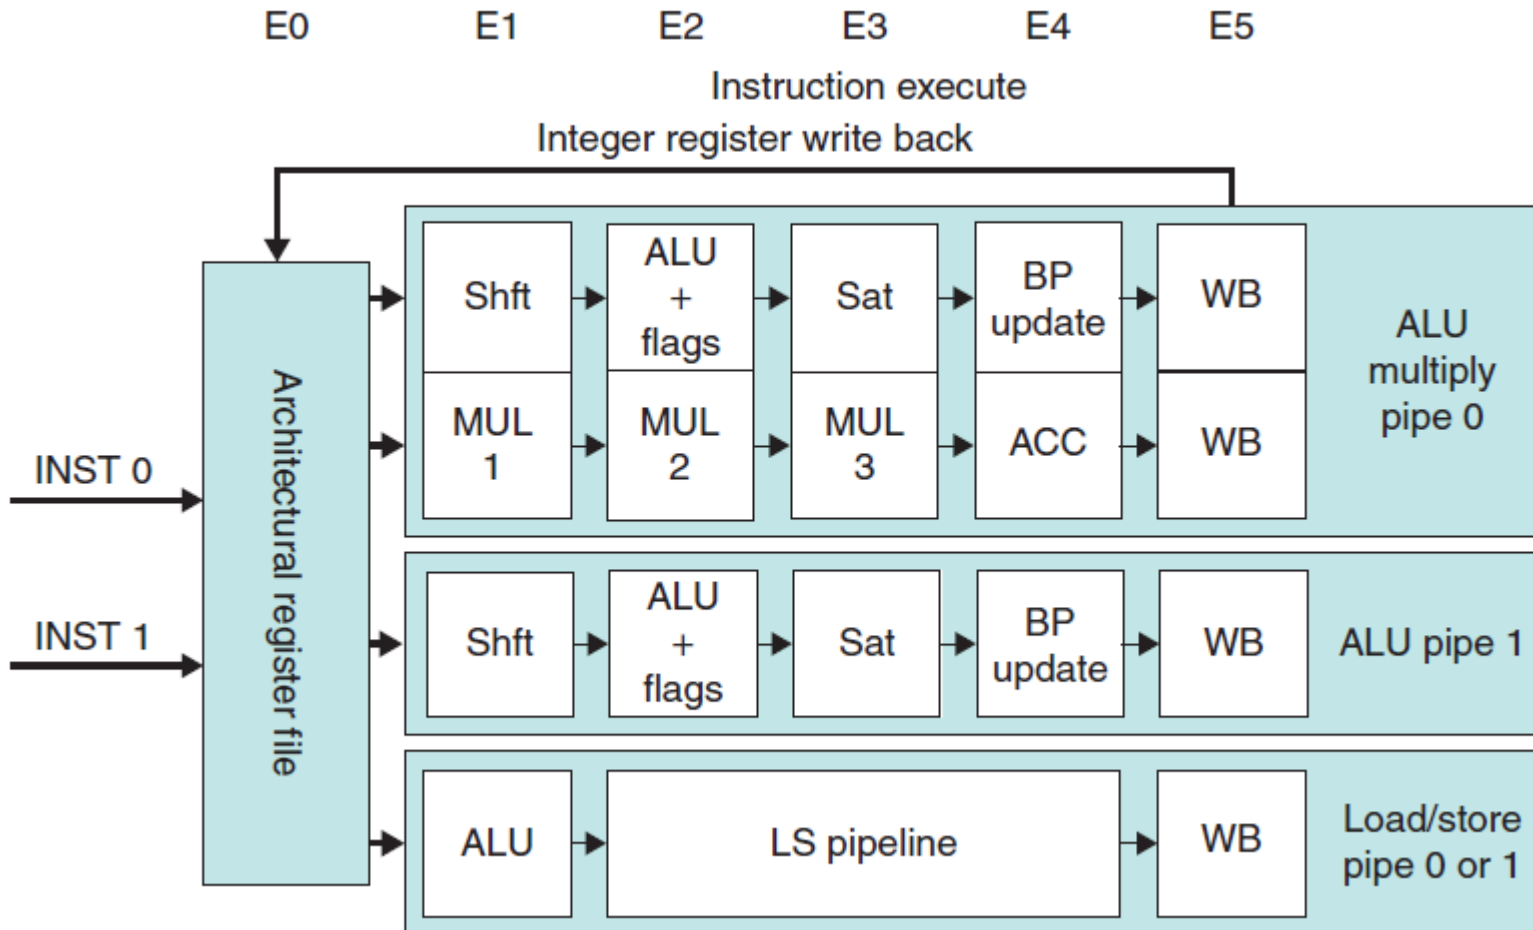 E0 E1 E2 E3 E4 E5
Instruction execute
Integer register write back
INST 0
INST 1
Architectural register file
Shft
ALU
+
flags
Sat
BP
update
WB
MUL
1
MUL
2
MUL
3
ACC
WB
ALU
multiply
pipe 0
Shft
ALU
+
flags
Sat
BP
update
WB
ALU pipe 1
ALU
LS pipeline
WB
Load/store
pipe 0 or 1